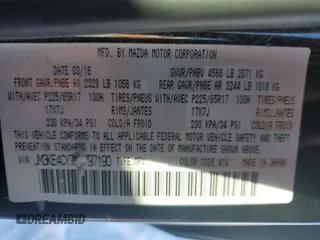 MFD. BY MAZDA MOTOR CORPORATION
DATE 03/16 GVWR/PNBV 4566 LB 2071 KG
FRONT GAWR/PNBE AV 2328 LB 1056 KG REAR GAWR/PNBE AR 2244 LB 1018 KG
WITH/AVEC P225/65R17 100H TIRES/PNEUS WITH/AVEC P225/65R17 100H TIRES/PNEUS
17X7J RIMS/JANTES 17X7J RIMS/JANTES
230 KPA/34 PSI COLD/A FROID 230 KPA/34 PSI COLD/A FROID
THIS VEHICLE CONFORMS TO ALL APPLICABLE FEDERAL
MOTOR VEHICLE SAFETY
PREVENTION STANDARDS IN EFFECT ON THE DATE OF
MANUFACTURE SHOWN ABOVE.
VIN: TYPE: MPV COLOR CODE 41V MADE IN JAPAN